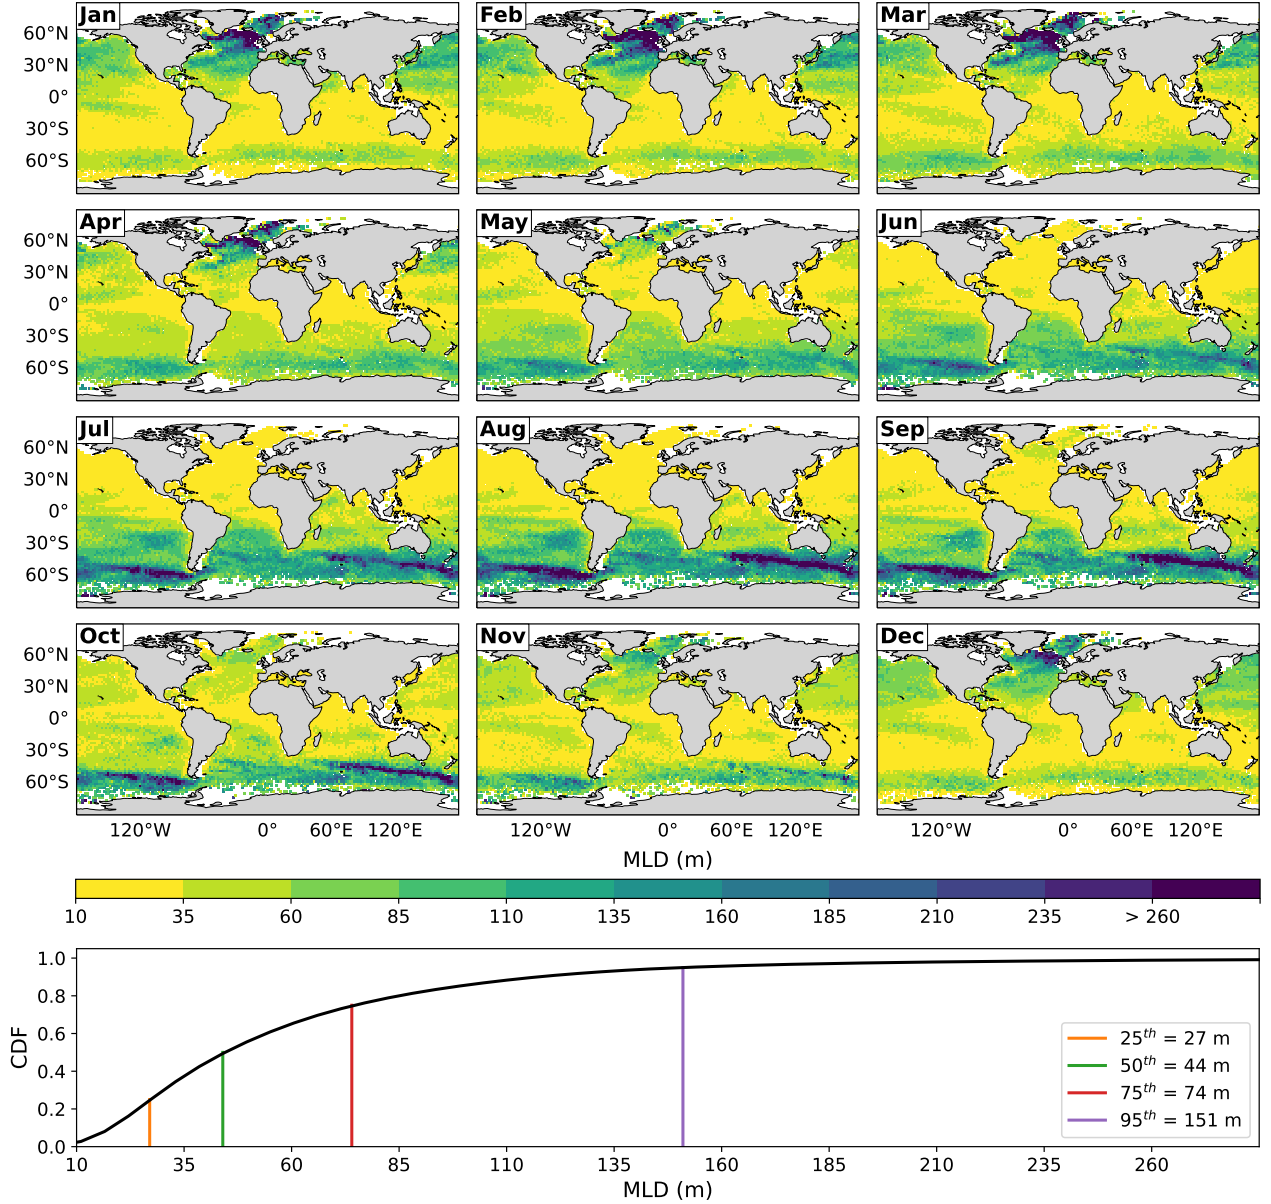 Jan Feb Mar
60°N
30°N
0°
30°S
60°S
Apr May Jun
60°N
30°N
0°
30°S
60°S
Jul Aug Sep
60°N
30°N
0°
30°S
60°S
Oct Nov Dec
60°N
30°N
0°
30°S
60°S
120°W 0° 60°E 120°E 120°W 0° 60°E 120°E 120°W 0° 60°E 120°E
MLD (m)
10 35 60 85 110 135 160 185 210 235 > 260
1.0
0.8
0.6
0.4
0.2
0.0
CDF
25th = 27 m
50th = 44 m
75th = 74 m
95th = 151 m
10 35 60 85 110 135 160 185 210 235 260
MLD (m)